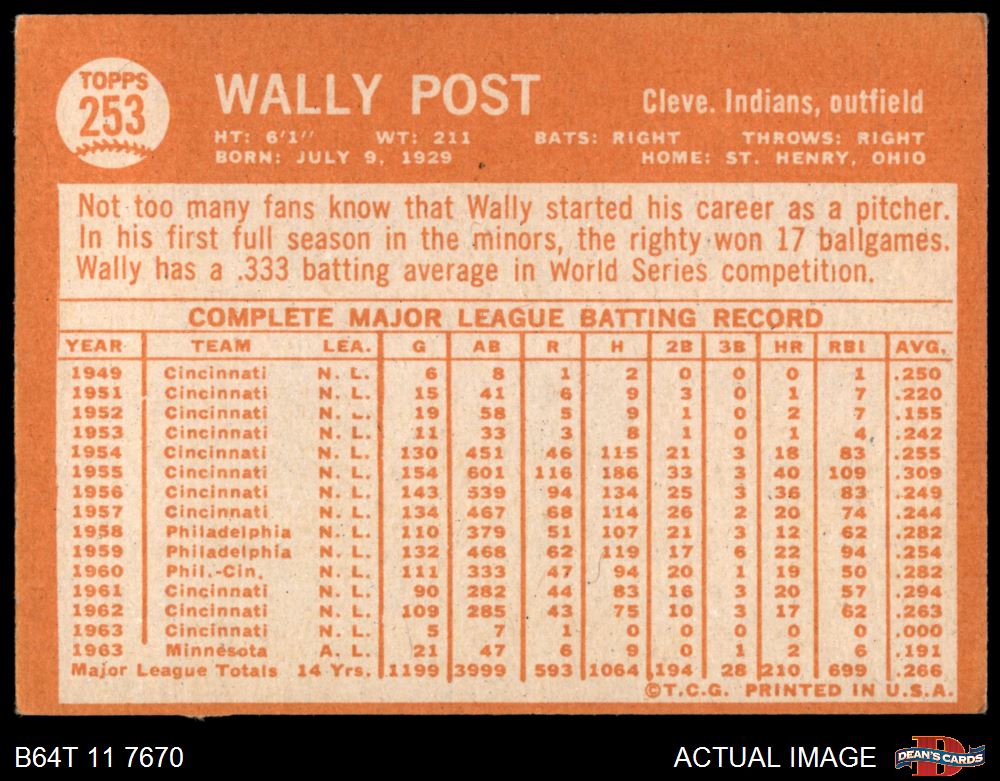 TOPPS
253
WALLY POST
Cleve. Indians, outfield
HT: 6'1" WT: 211 BATS: RIGHT THROWS: RIGHT
BORN: JULY 9, 1929 HOME: ST. HENRY, OHIO
Not too many fans know that Wally started his career as a pitcher.
In his first full season in the minors, the righty won 17 ballgames.
Wally has a .333 batting average in World Series competition.
COMPLETE MAJOR LEAGUE BATTING RECORD
YEAR TEAM LEA. G AB R H 2B 3B HR RBI AVG.
1949 Cincinnati N. L. 6 8 1 2 0 0 0 1 .250
1951 Cincinnati N. L. 15 41 6 9 3 0 1 7 .220
1952 Cincinnati N. L. 19 58 5 9 1 0 2 7 .155
1953 Cincinnati N. L. 11 33 3 8 1 0 1 4 .242
1954 Cincinnati N. L. 130 451 46 115 21 3 18 83 .255
1955 Cincinnati N. L. 154 601 116 186 33 3 40 109 .309
1956 Cincinnati N. L. 143 539 94 134 25 3 36 83 .249
1957 Cincinnati N. L. 134 467 68 114 26 2 20 74 .244
1958 Philadelphia N. L. 110 379 51 107 21 3 12 62 .282
1959 Philadelphia N. L. 132 468 62 119 17 6 22 94 .254
1960 Phil.-Cin. N. L. 111 333 47 94 20 1 19 50 .282
1961 Cincinnati N. L. 90 282 44 83 16 3 20 57 .294
1962 Cincinnati N. L. 109 285 43 75 10 3 17 62 .263
1963 Cincinnati N. L. 5 7 1 0 0 0 0 0 .000
1963 Minnesota A. L. 21 47 6 9 0 1 2 6 .191
Major League Totals 14 Yrs. 1199 3999 593 1064 194 28 210 699 .266
©T.C.G. PRINTED IN U.S.A.
B64T 11 7670 ACTUAL IMAGE
DEAN'S CARDS